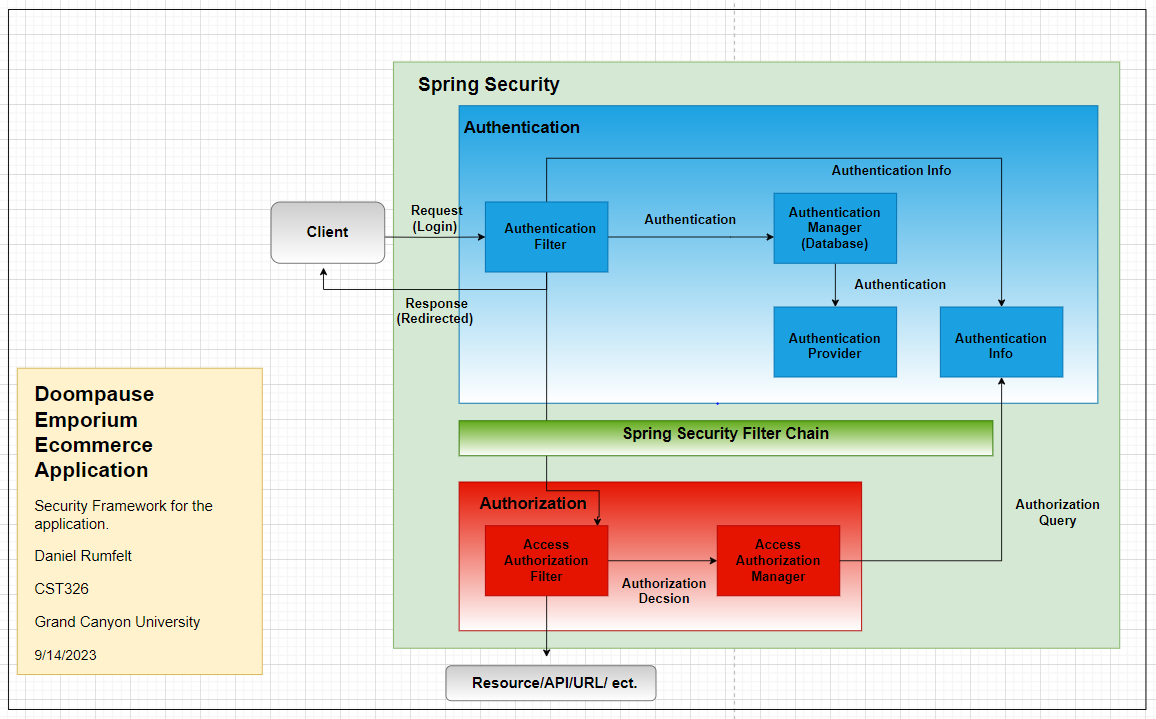 Spring Security
Authentication
Authentication Info
Request
(Login)
Client
Authentication
Filter
Authentication
Authentication
Manager
(Database)
Authentication
Response
(Redirected)
Authentication
Provider
Authentication
Info
Doompause
Emporium
Ecommerce
Application
Security Framework for the
application.
Daniel Rumfelt
CST326
Grand Canyon University
9/14/2023
Spring Security Filter Chain
Authorization
Access
Authorization
Filter
Authorization
Decsion
Access
Authorization
Manager
Authorization
Query
Resource/API/URL/ ect.